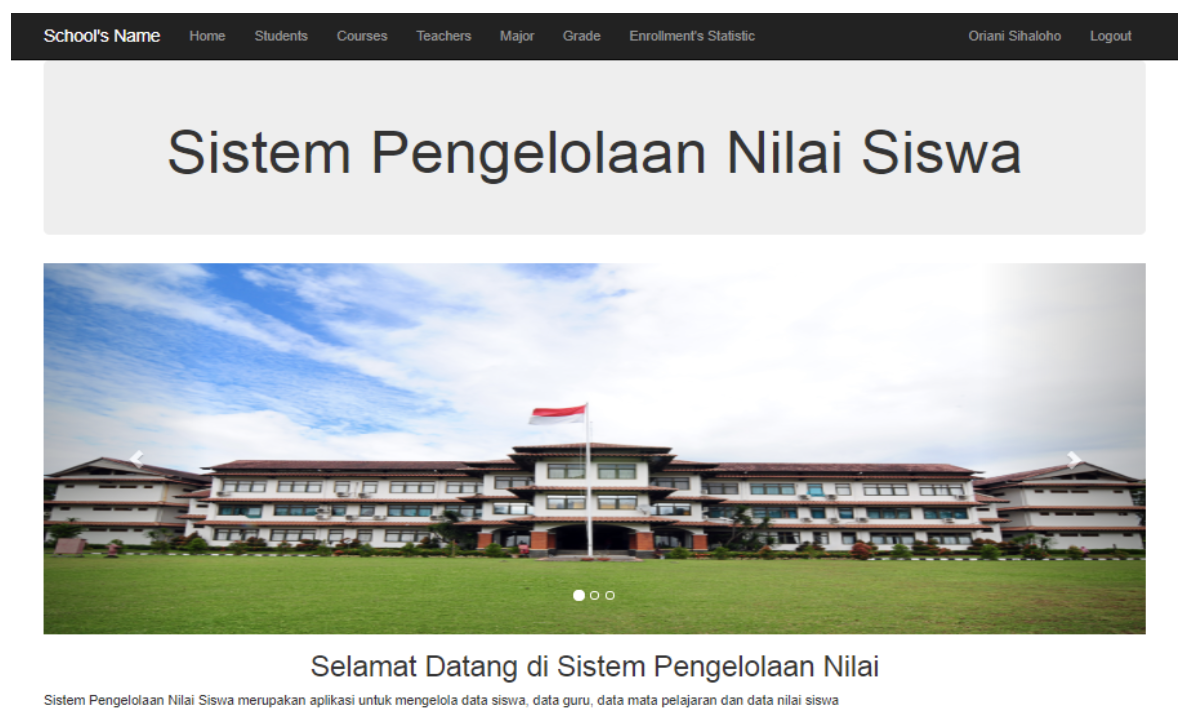 School's Name Home Students Courses Teachers Major Grade Enrollment's Statistic Oriani Sihaloho Logout
Sistem Pengelolaan Nilai Siswa
Selamat Datang di Sistem Pengelolaan Nilai
Sistem Pengelolaan Nilai Siswa merupakan aplikasi untuk mengelola data siswa, data guru, data mata pelajaran dan data nilai siswa